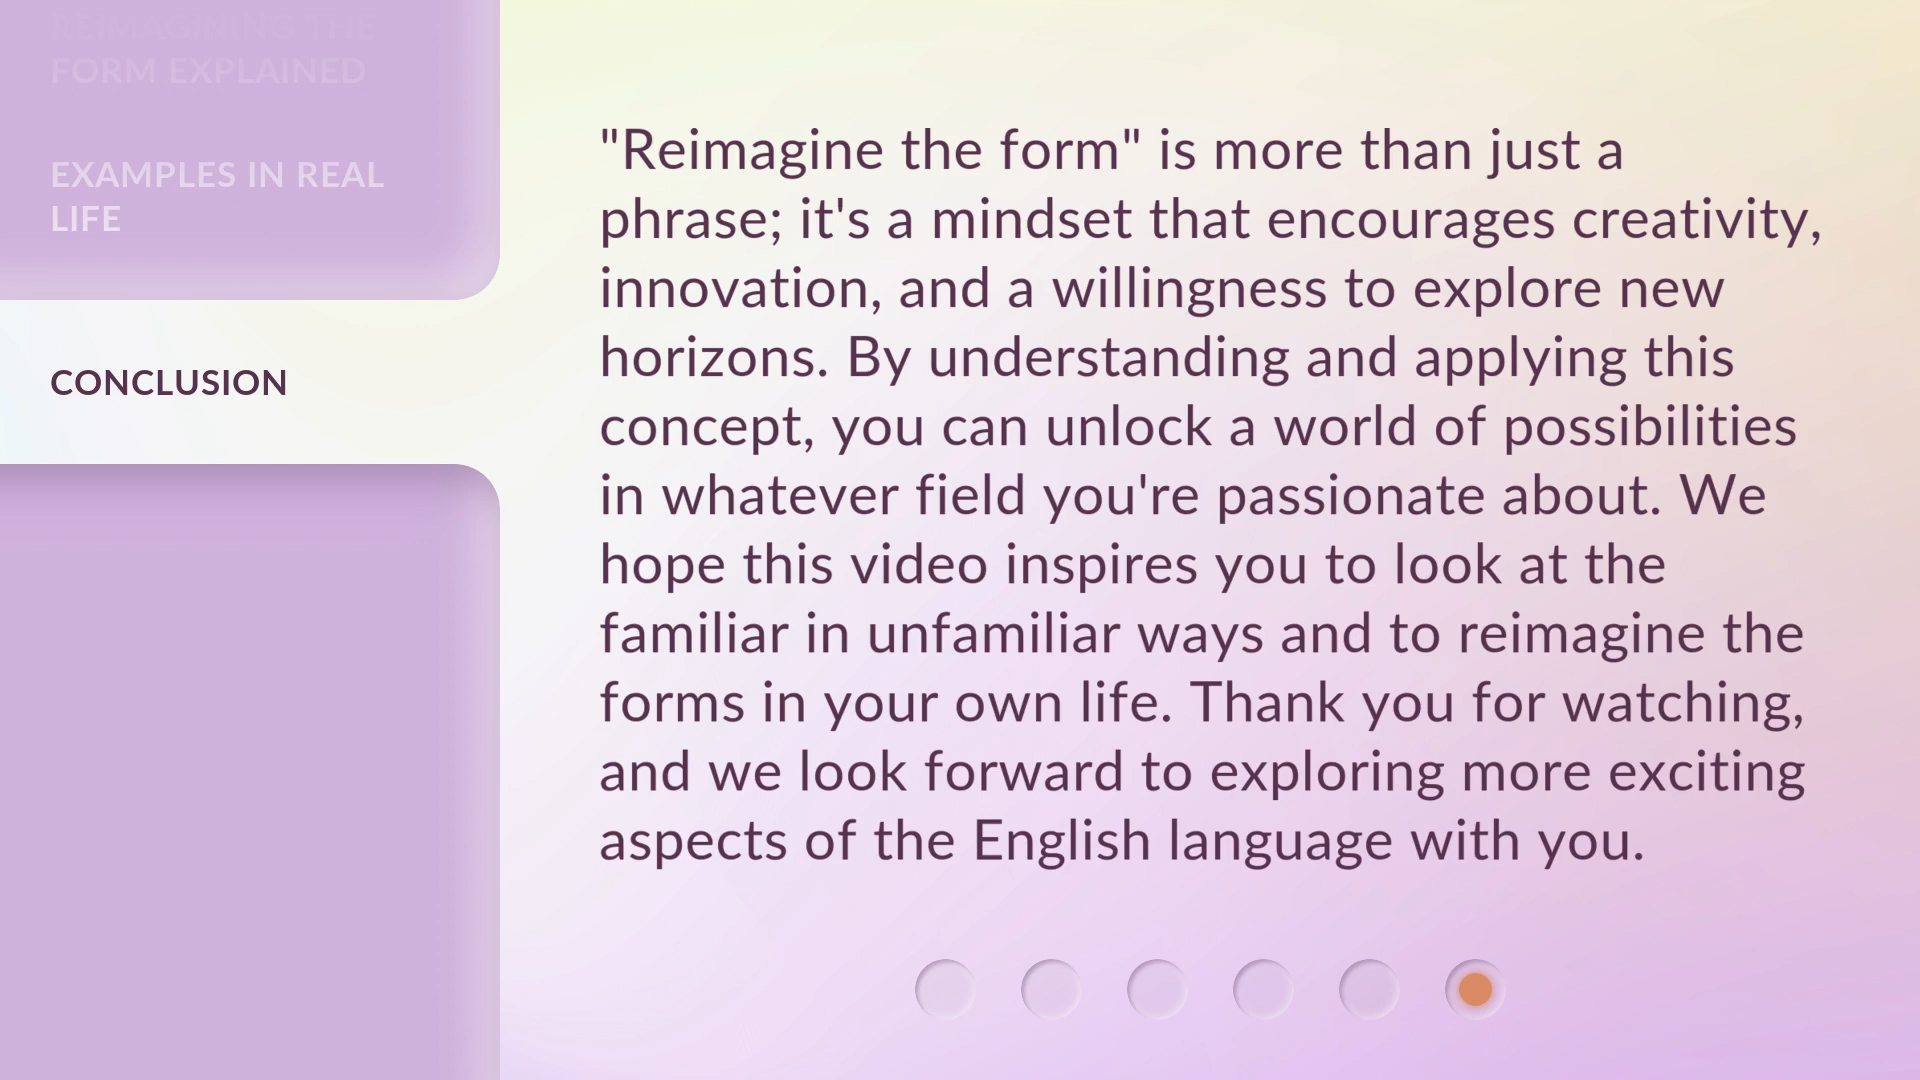 REIMAGINING THE
FORM EXPLAINED
EXAMPLES IN REAL
LIFE
CONCLUSION
"Reimagine the form" is more than just a
phrase; it's a mindset that encourages creativity,
innovation, and a willingness to explore new
horizons. By understanding and applying this
concept, you can unlock a world of possibilities
in whatever field you're passionate about. We
hope this video inspires you to look at the
familiar in unfamiliar ways and to reimagine the
forms in your own life. Thank you for watching,
and we look forward to exploring more exciting
aspects of the English language with you.